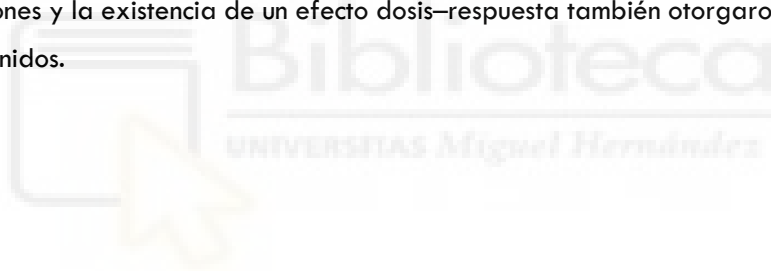 ones y la existencia de un efecto dosis–respuesta también otorgaro
nidos.
Biblioteca
UNIVERSITAS Miguel Hernández